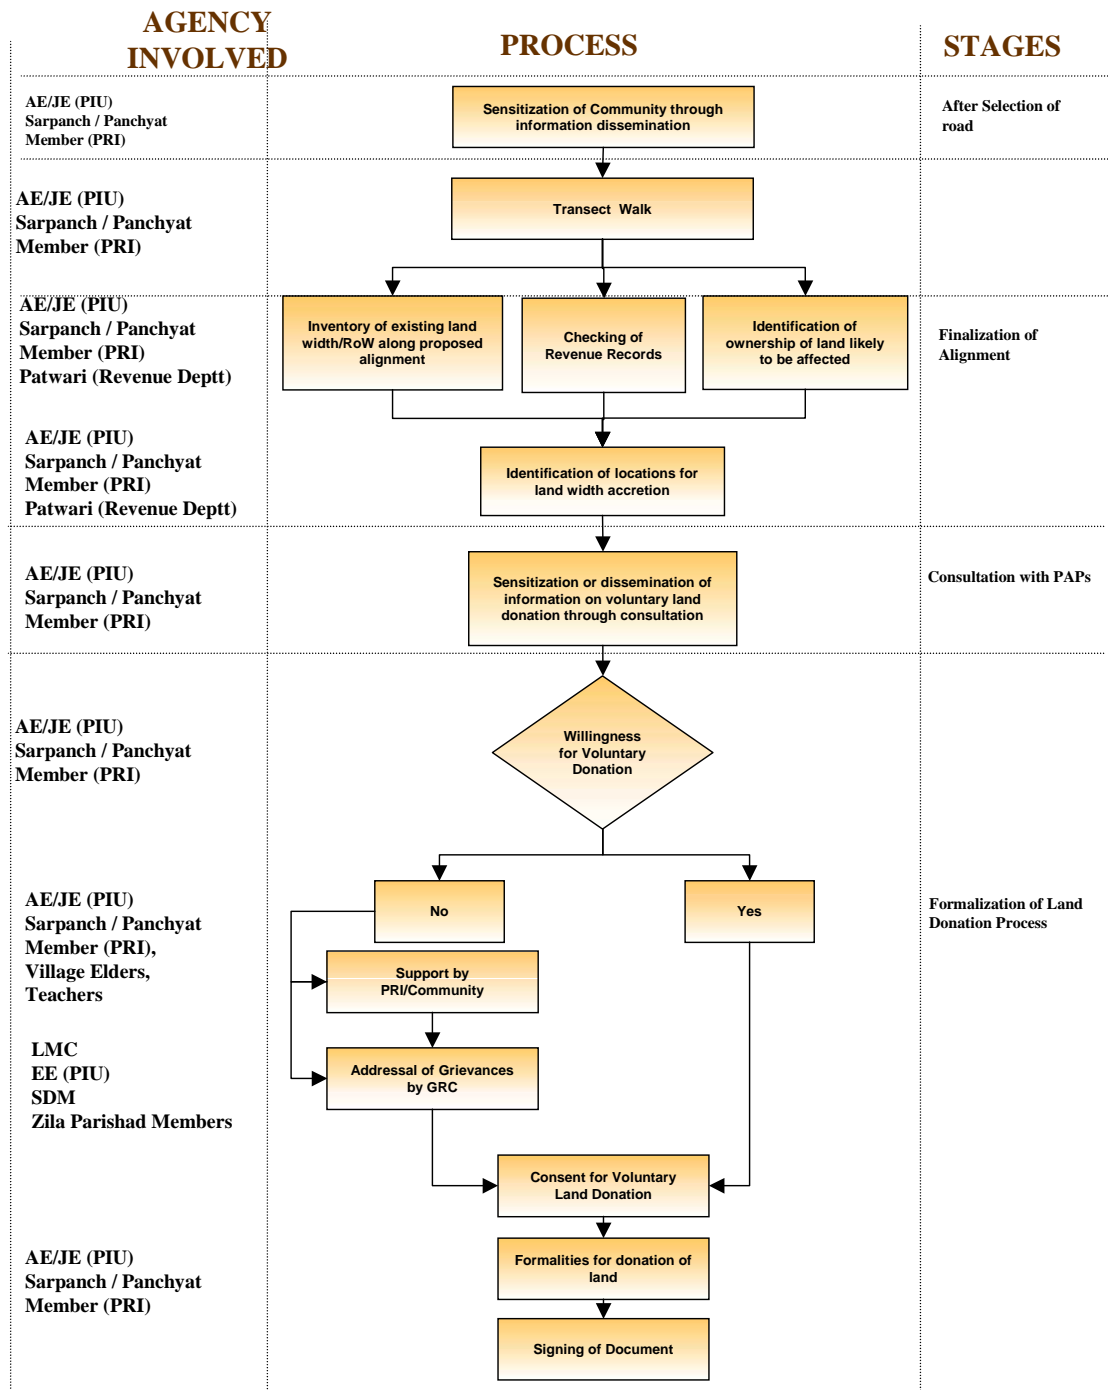 AGENCY
INVOLVED
PROCESS
STAGES
AE/JE (PIU)
Sarpanch / Panchyat
Member (PRI)
Sensitization of Community through
information dissemination
After Selection of
road
AE/JE (PIU)
Sarpanch / Panchyat
Member (PRI)
Transect Walk
AE/JE (PIU)
Sarpanch / Panchyat
Member (PRI)
Patwari (Revenue Deptt)
Inventory of existing land
width/RoW along proposed
alignment
Checking of
Revenue Records
Identification of
ownership of land likely
to be affected
Finalization of
Alignment
AE/JE (PIU)
Sarpanch / Panchyat
Member (PRI)
Patwari (Revenue Deptt)
Identification of locations for
land width accretion
AE/JE (PIU)
Sarpanch / Panchyat
Member (PRI)
Sensitization or dissemination of
information on voluntary land
donation through consultation
Consultation with PAPs
AE/JE (PIU)
Sarpanch / Panchyat
Member (PRI)
Willingness
for Voluntary
Donation
AE/JE (PIU)
Sarpanch / Panchyat
Member (PRI),
Village Elders,
Teachers
No
Yes
Formalization of Land
Donation Process
Support by
PRI/Community
LMC
EE (PIU)
SDM
Zila Parishad Members
Addressal of Grievances
by GRC
Consent for Voluntary
Land Donation
AE/JE (PIU)
Sarpanch / Panchyat
Member (PRI)
Formalities for donation of
land
Signing of Document